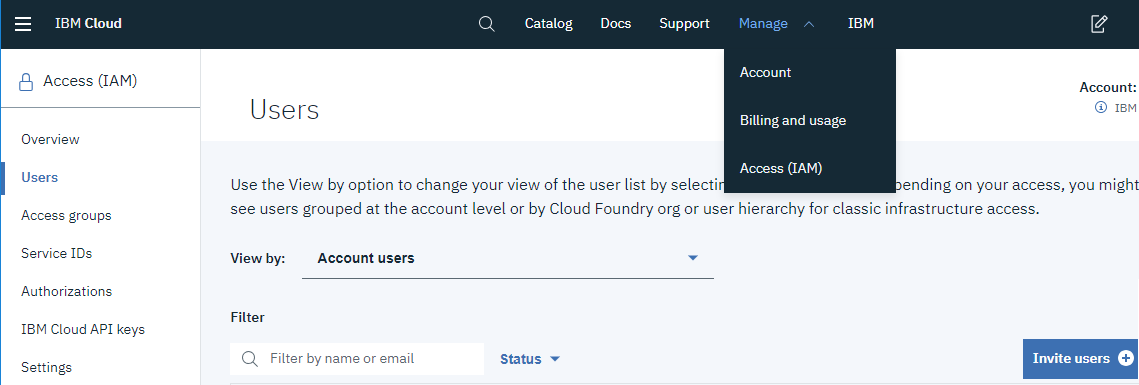 IBM Cloud
Catalog
Docs
Support
Manage
IBM
Account
Billing and usage
Access (IAM)
Access (IAM)
Overview
Users
Access groups
Service IDs
Authorizations
IBM Cloud API keys
Settings
Users
Account:
IBM
Use the View by option to change your view of the user list by selectin pending on your access, you might
see users grouped at the account level or by Cloud Foundry org or user hierarchy for classic infrastructure access.
View by:
Account users
Filter
Filter by name or email
Status
Invite users